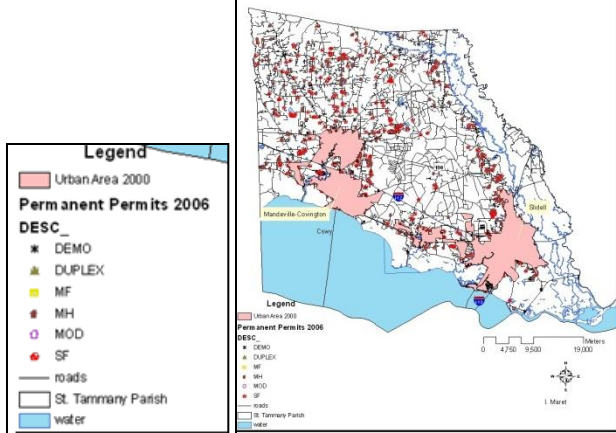 Legend
Urban Area 2000
Permanent Permits 2006
DESC_
DEMO
DUPLEX
MF
MH
MOD
SF
roads
St. Tammany Parish
water
Slidell
Mandeville-Covington
Cswy
Legend
Urban Area 2000
Permanent Permits 2006
DESC_
DEMO
DUPLEX
MF
MH
MOD
SF
roads
St. Tammany Parish
water
Meters
0 4,750 9,500 19,000
N
W E
S
I. Maret